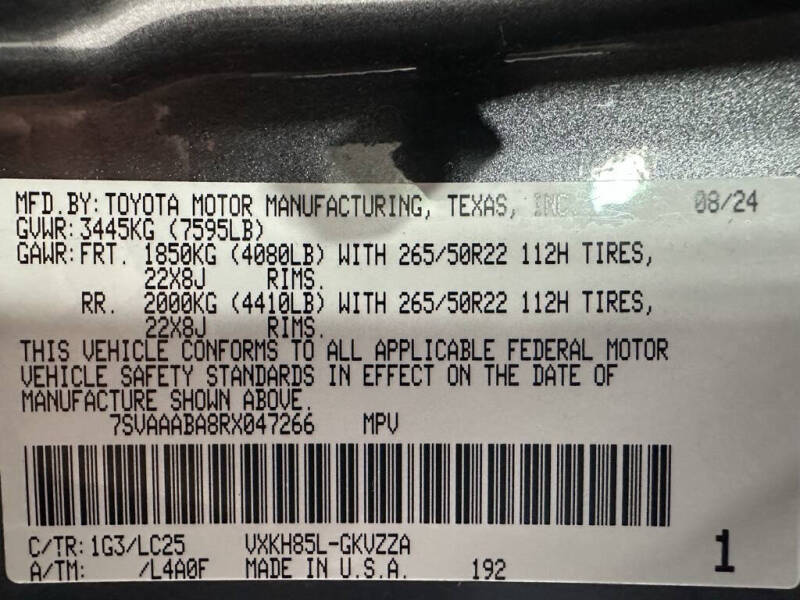 MFD.BY: TOYOTA MOTOR MANUFACTURING, TEXAS, INC. 08/24
GVWR: 3445KG (7595LB)
GAWR: FRT. 1850KG (4080LB) WITH 265/50R22 112H TIRES,
22X8J RIMS.
RR. 2000KG (4410LB) WITH 265/50R22 112H TIRES,
22X8J RIMS.
THIS VEHICLE CONFORMS TO ALL APPLICABLE FEDERAL MOTOR
VEHICLE SAFETY STANDARDS IN EFFECT ON THE DATE OF
MANUFACTURE SHOWN ABOVE.
7SVAAABA8RX047266 MPV
C/TR: 1G3/LC25 VXKH85L-GKVZZA
A/TM: /L4A0F MADE IN U.S.A. 192 1